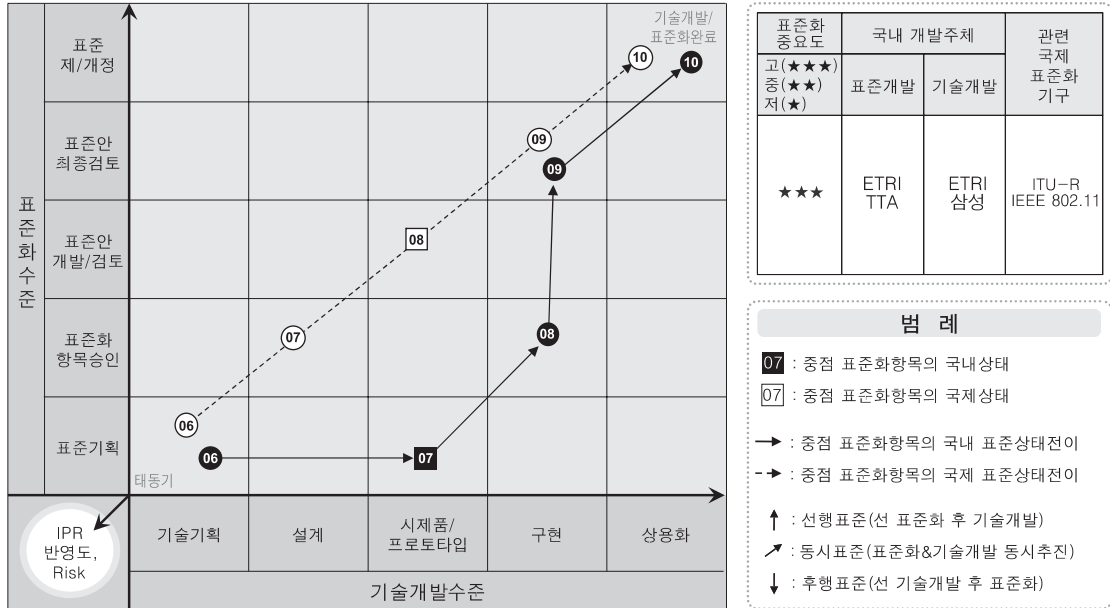 기술개발/
표준화완료
표준
제/개정
표준안
최종검토
표준안
개발/검토
표준화
항목승인
표준기획
표준화수준
10
10
09
09
08
08
07
07
06
06
태동기
IPR
반영도,
Risk
기술기획
설계
시제품/
프로토타입
구현
상용화
기술개발수준
표준화
중요도
국내 개발주체
관련
국제
표준화
기구
고(★★★)
중(★★)
저(★)
표준개발
기술개발
★★★
ETRI
TTA
ETRI
삼성
ITU-R
IEEE 802.11
범 례
07 : 중점 표준화항목의 국내상태
07 : 중점 표준화항목의 국제상태
→ : 중점 표준화항목의 국내 표준상태전이
-→ : 중점 표준화항목의 국제 표준상태전이
↑ : 선행표준(선 표준화 후 기술개발)
↗ : 동시표준(표준화&기술개발 동시추진)
↓ : 후행표준(선 기술개발 후 표준화)